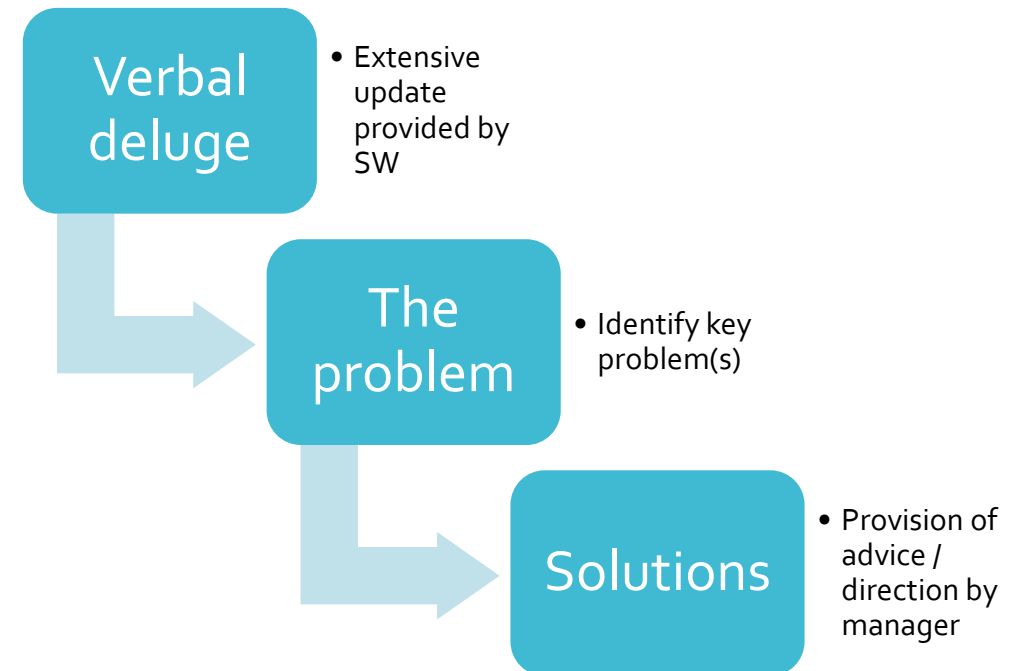 Verbal
deluge
• Extensive
update
provided by
SW
The
problem
• Identify key
problem(s)
Solutions
• Provision of
advice /
direction by
manager